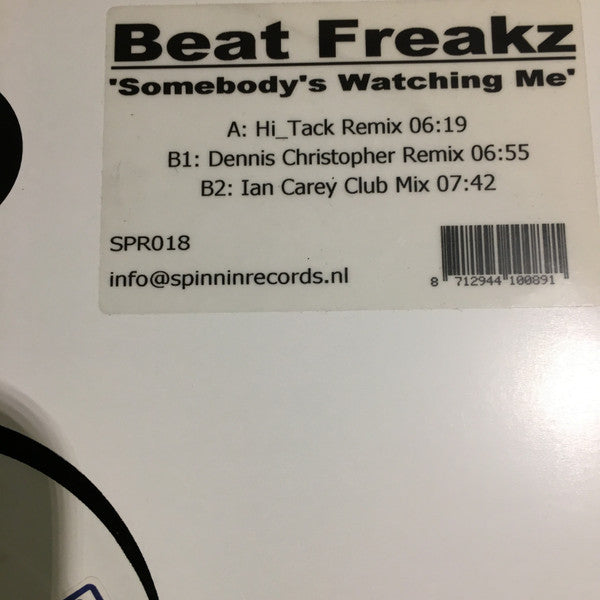 Beat Freakz
'Somebody's Watching Me'
A: Hi_Tack Remix 06:19
B1: Dennis Christopher Remix 06:55
B2: Ian Carey Club Mix 07:42
SPR018
info@spinninrecords.nl
8 712944 100891